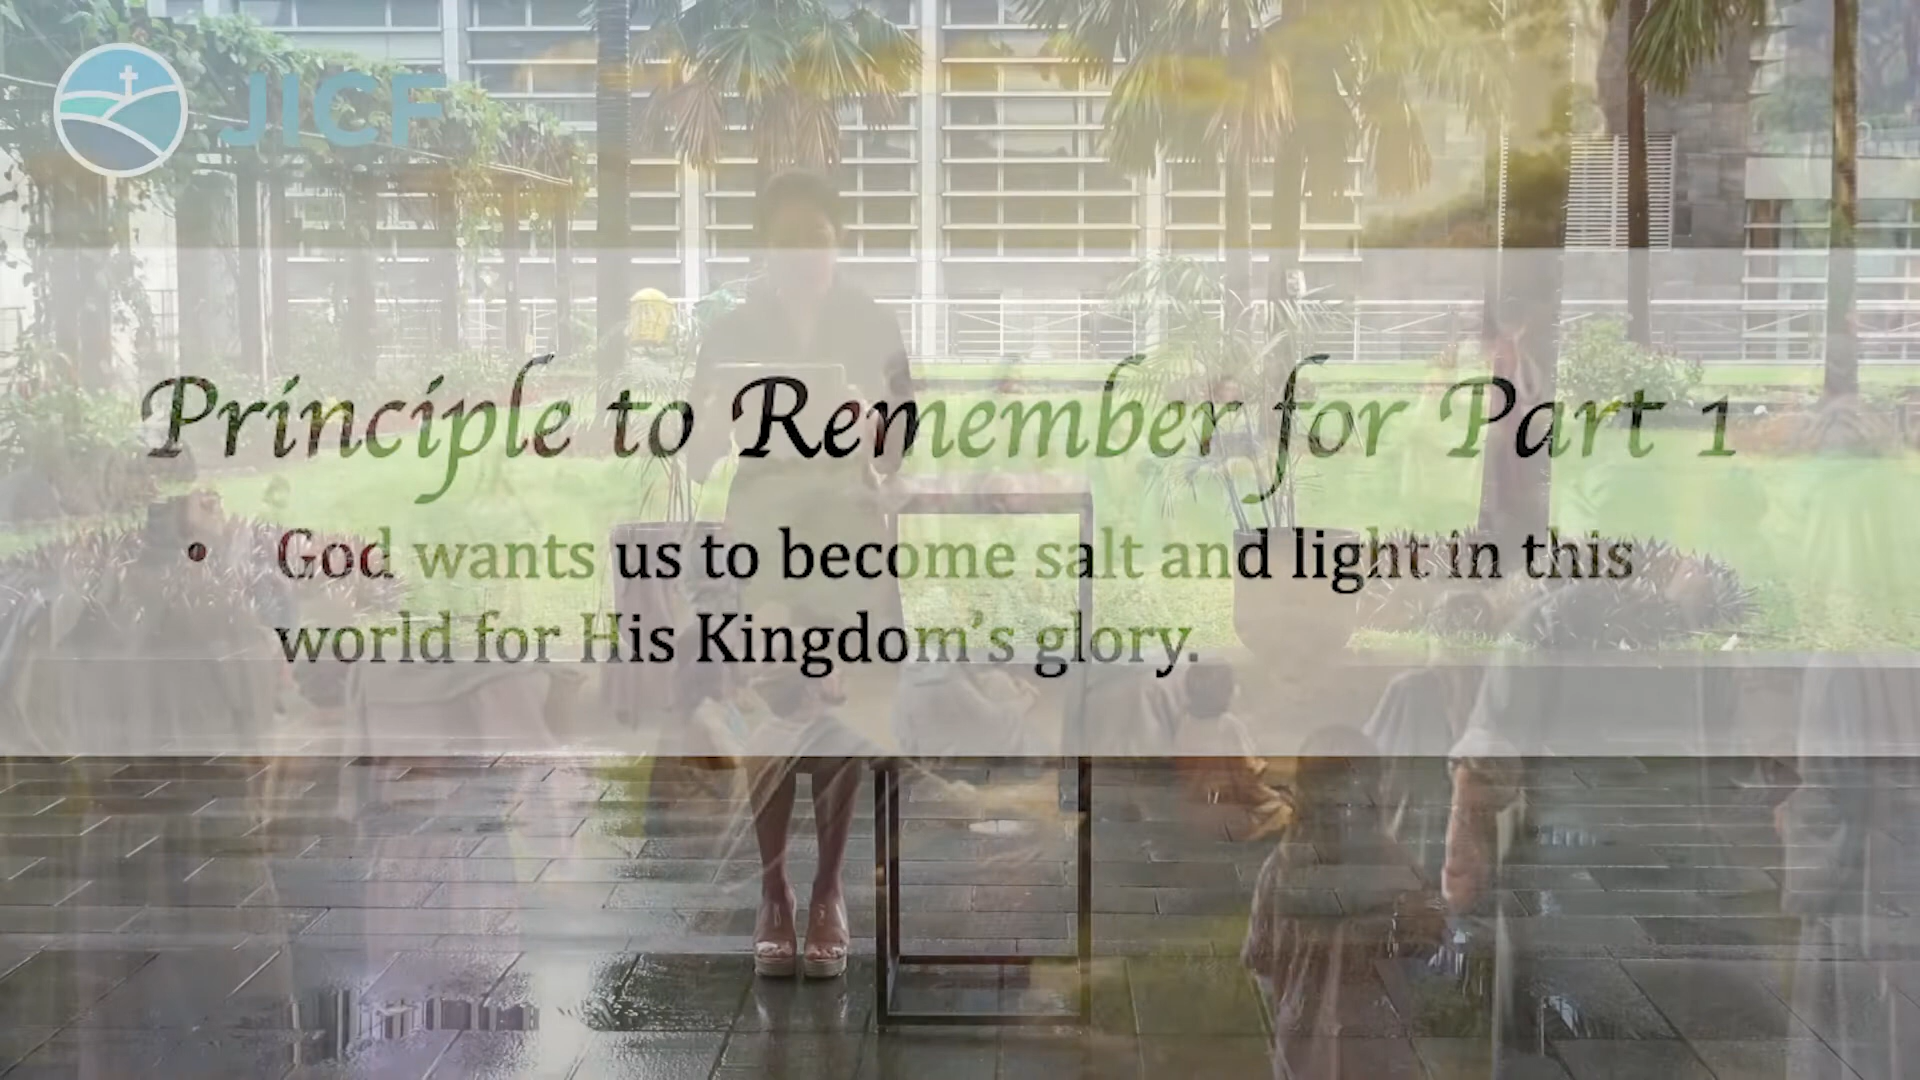 JICF
Principle to Remember for Part 1
• God wants us to become salt and light in this
world for His Kingdom's glory.